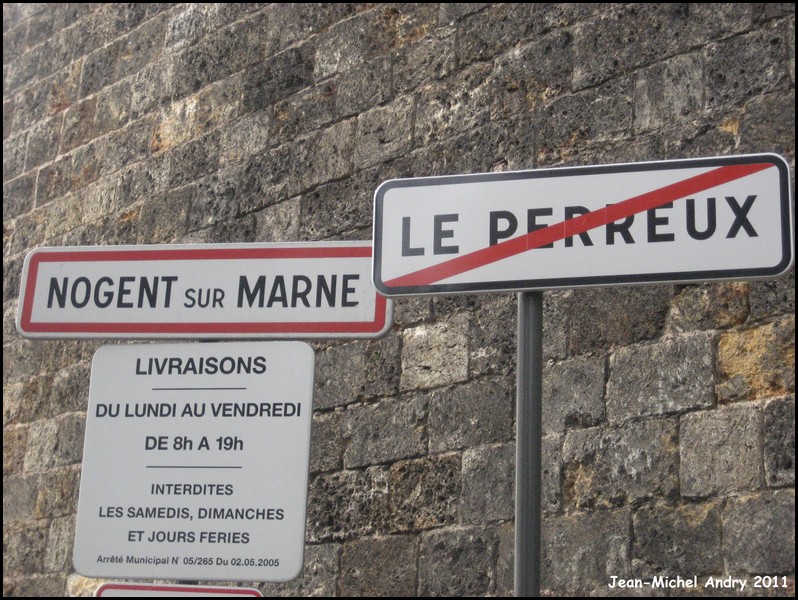 LE PERREUX
NOGENT SUR MARNE
LIVRAISONS
DU LUNDI AU VENDREDI
DE 8h A 19h
INTERDITES
LES SAMEDIS, DIMANCHES
ET JOURS FERIES
Arrêté Municipal N° 05/265 Du 02.05.2005
Jean-Michel Andry 2011